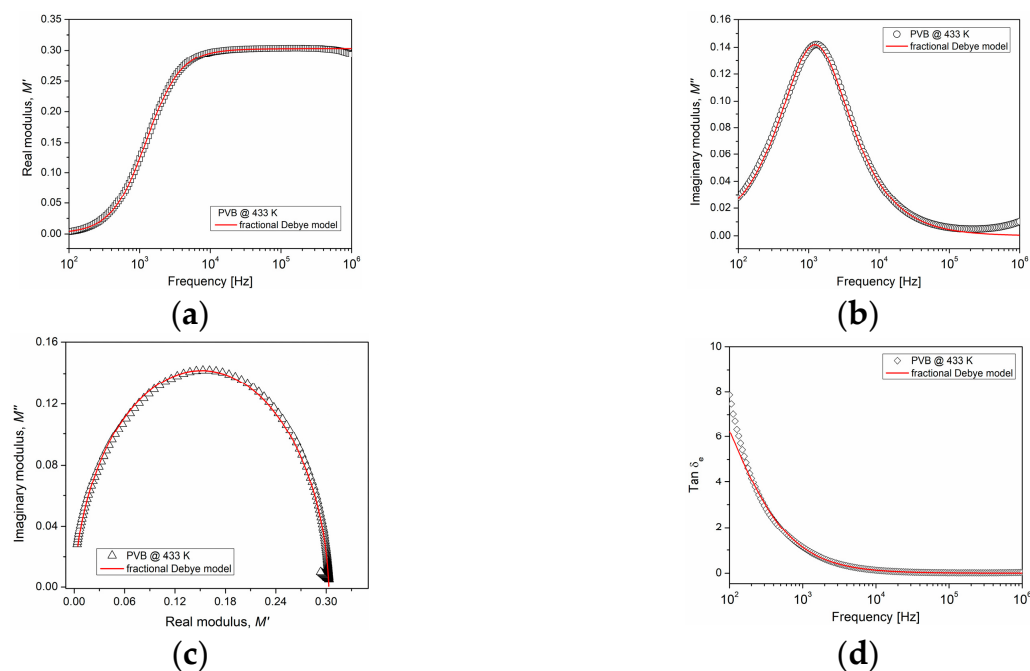 0.35
0.30
0.25
0.20
0.15
0.10
0.05
0.00
Real modulus, M'
PVB @ 433 K
fractional Debye model
10² 10³ 10⁴ 10⁵ 10⁶
Frequency [Hz]
(a)
0.16
0.14
0.12
0.10
0.08
0.06
0.04
0.02
0.00
Imaginary modulus, M"
PVB @ 433 K
fractional Debye model
10² 10³ 10⁴ 10⁵ 10⁶
Frequency [Hz]
(b)
0.16
0.12
0.08
0.04
0.00
Imaginary modulus, M"
PVB @ 433 K
fractional Debye model
0.00 0.06 0.12 0.18 0.24 0.30
Real modulus, M'
(c)
10
8
6
4
2
0
Tan δₑ
PVB @ 433 K
fractional Debye model
10² 10³ 10⁴ 10⁵ 10⁶
Frequency [Hz]
(d)